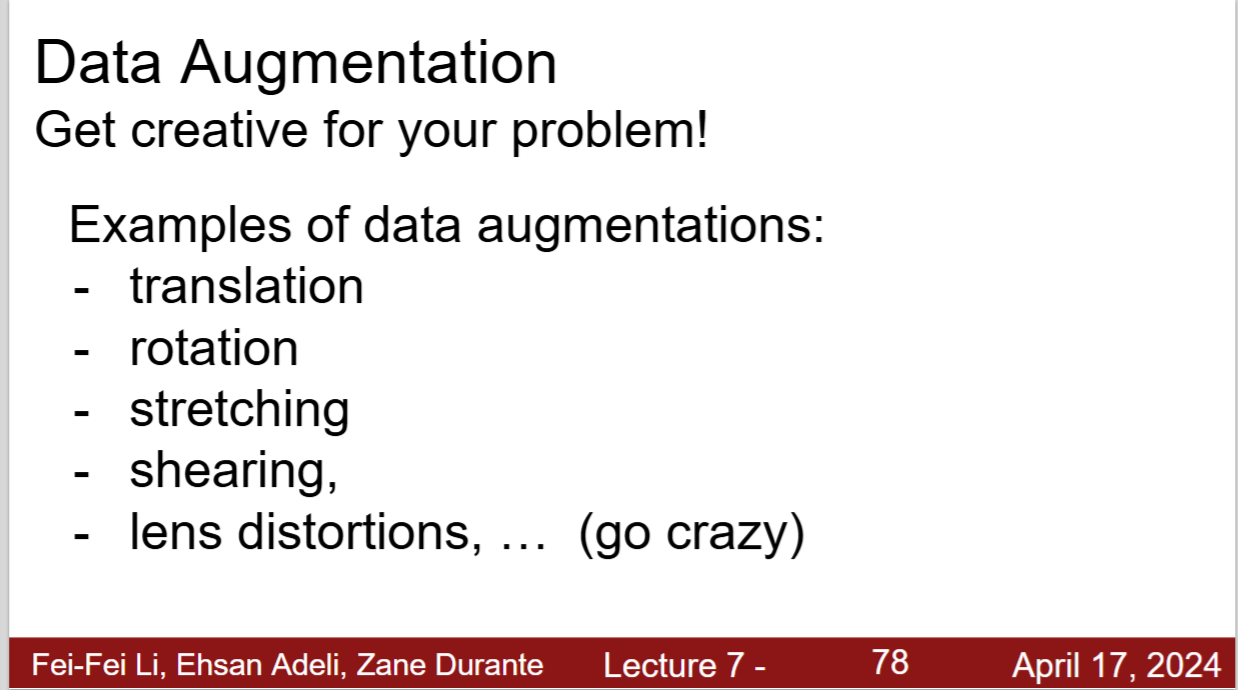 Data Augmentation
Get creative for your problem!
Examples of data augmentations:
- translation
- rotation
- stretching
- shearing,
- lens distortions, … (go crazy)
Fei-Fei Li, Ehsan Adeli, Zane Durante Lecture 7 - 78 April 17, 2024